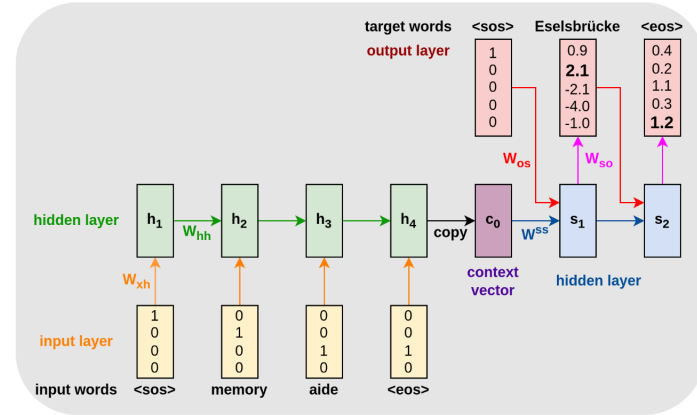 target words <sos> Eselsbrücke <eos>
output layer
1 0.9 0.4
0 2.1 0.2
0 -2.1 1.1
0 -4.0 0.3
0 -1.0 1.2
Wos Wso
hidden layer h1 h2 h3 h4 c0 s1 s2
Whh copy Wss
context vector
hidden layer
Wxh
input layer
1 0 0 0
0 1 0 0
0 0 1 1
0 0 0 0
input words <sos> memory aide <eos>